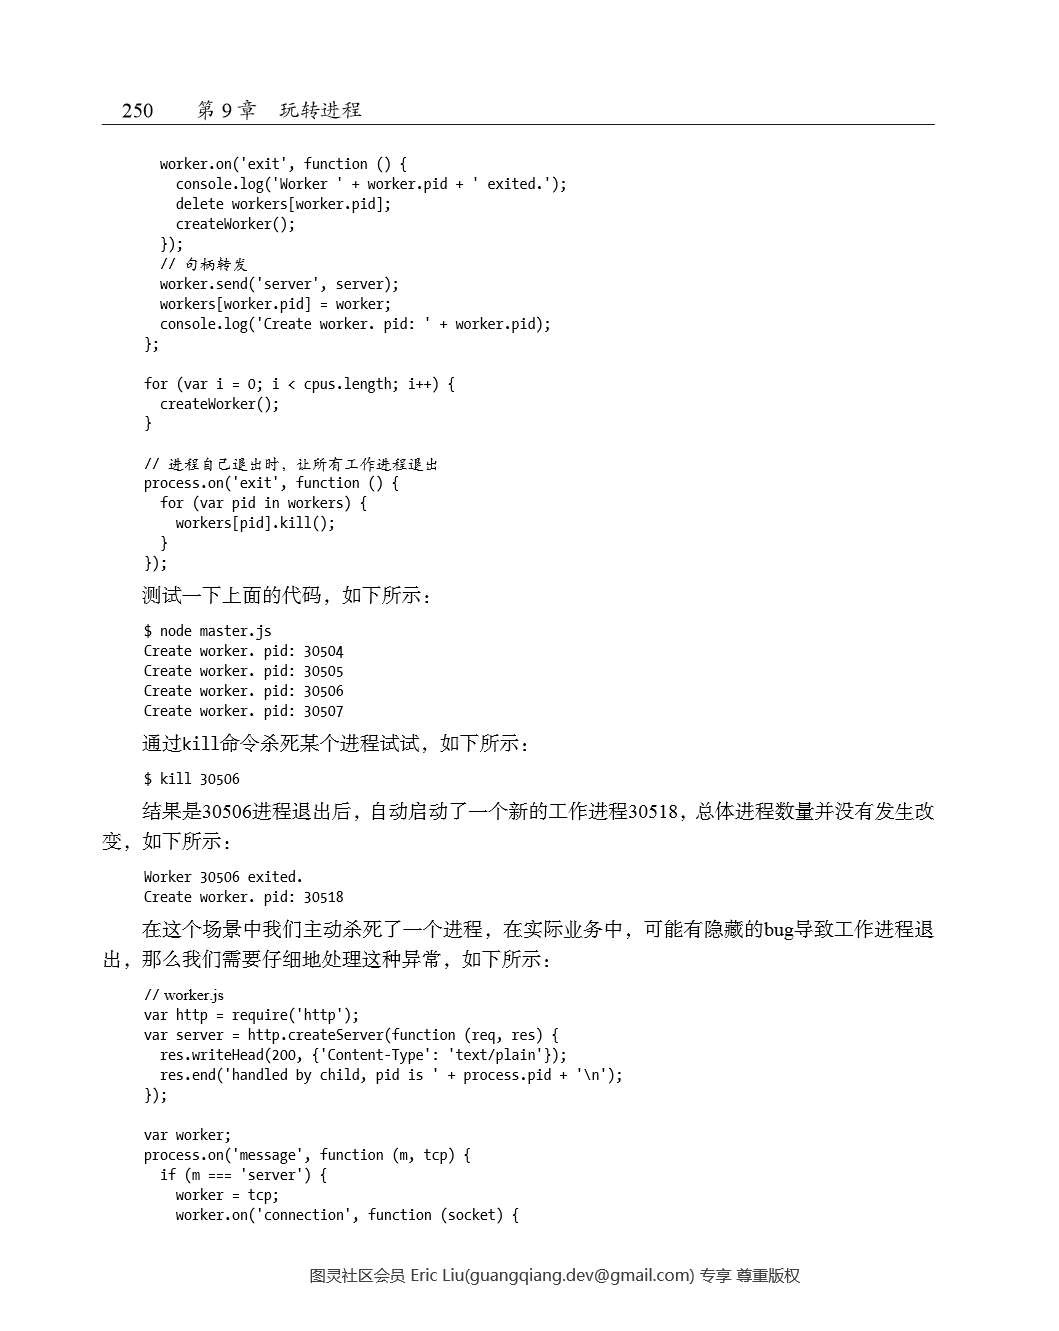 250 第 9 章 玩转进程
worker.on('exit', function () {
console.log('Worker ' + worker.pid + ' exited.');
delete workers[worker.pid];
createWorker();
});
// 句柄转发
worker.send('server', server);
workers[worker.pid] = worker;
console.log('Create worker. pid: ' + worker.pid);
};
for (var i = 0; i < cpus.length; i++) {
createWorker();
}
// 进程自己退出时，让所有工作进程退出
process.on('exit', function () {
for (var pid in workers) {
workers[pid].kill();
}
});
测试一下上面的代码，如下所示：
$ node master.js
Create worker. pid: 30504
Create worker. pid: 30505
Create worker. pid: 30506
Create worker. pid: 30507
通过kill命令杀死某个进程试试，如下所示：
$ kill 30506
结果是30506进程退出后，自动启动了一个新的工作进程30518，总体进程数量并没有发生改
变，如下所示：
Worker 30506 exited.
Create worker. pid: 30518
在这个场景中我们主动杀死了一个进程，在实际业务中，可能有隐藏的bug导致工作进程退
出，那么我们需要仔细地处理这种异常，如下所示：
// worker.js
var http = require('http');
var server = http.createServer(function (req, res) {
res.writeHead(200, {'Content-Type': 'text/plain'});
res.end('handled by child, pid is ' + process.pid + '\n');
});
var worker;
process.on('message', function (m, tcp) {
if (m === 'server') {
worker = tcp;
worker.on('connection', function (socket) {
图灵社区会员 Eric Liu(guangqiang.dev@gmail.com) 专享 尊重版权